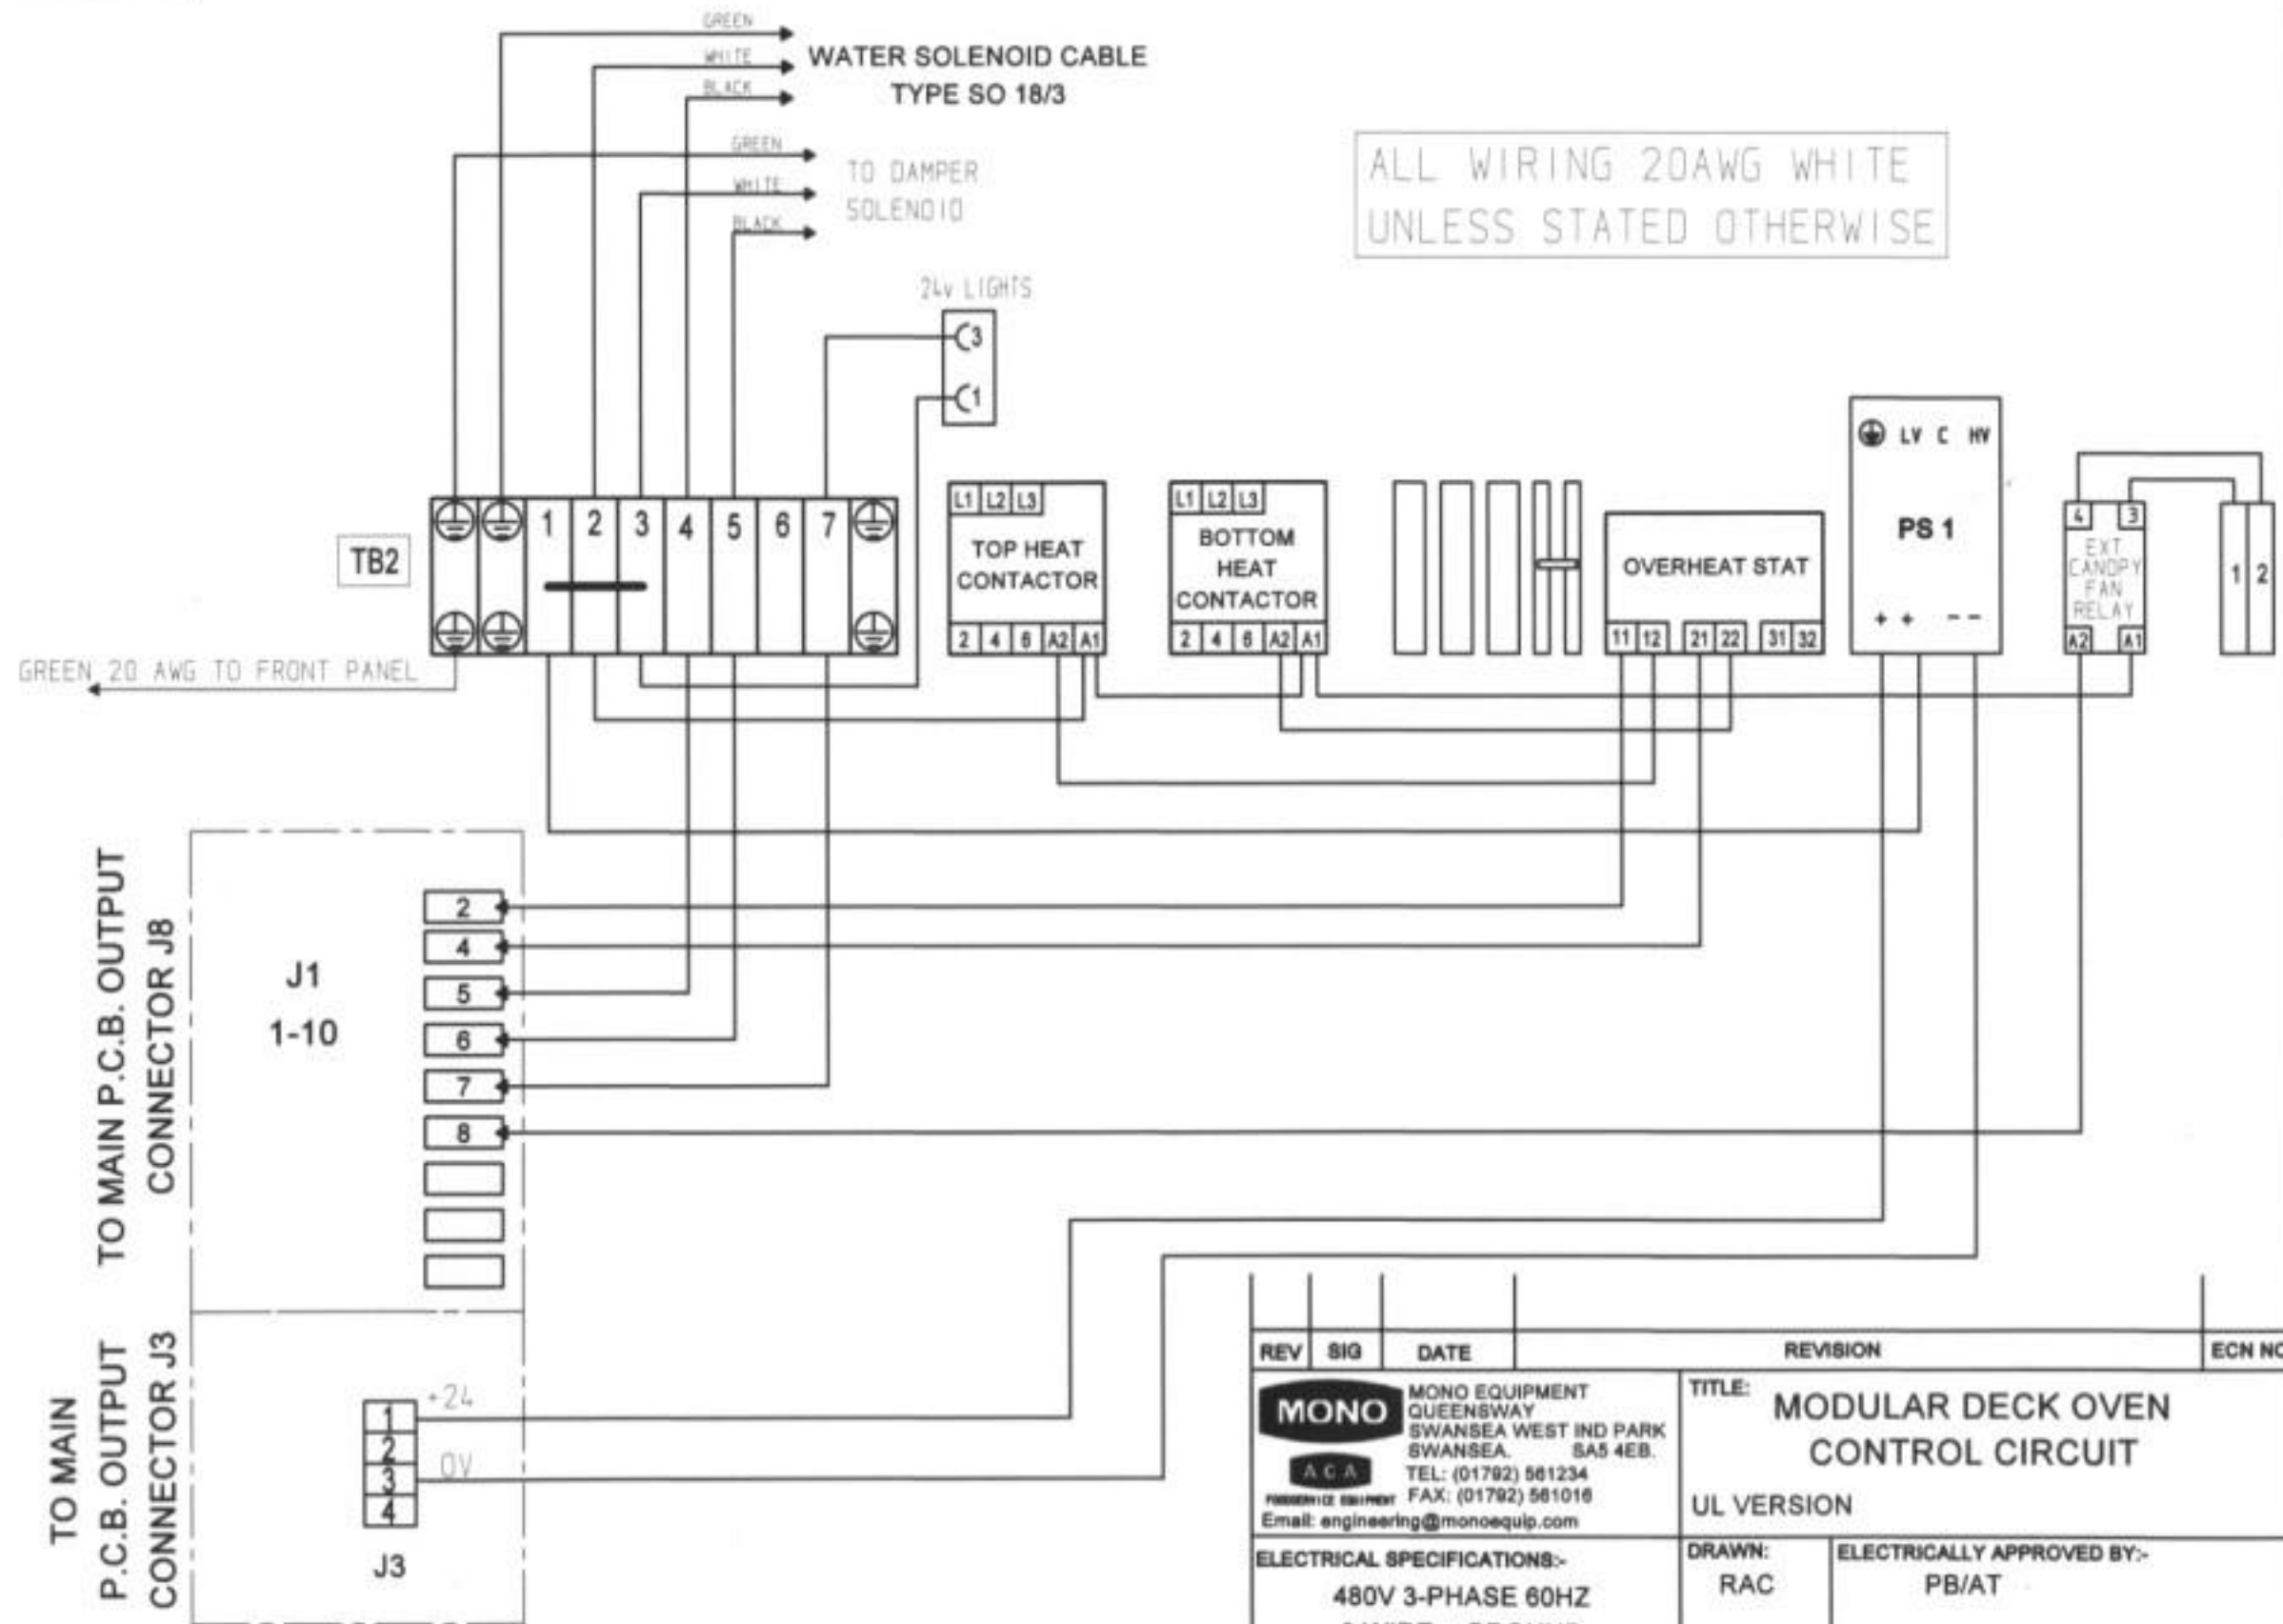 GREEN
WHITE
BLACK
WATER SOLENOID CABLE
TYPE SO 18/3
GREEN
WHITE
BLACK
TO DAMPER
SOLENOID
ALL WIRING 20AWG WHITE
UNLESS STATED OTHERWISE
24v LIGHTS
3
1
TB2
1 2 3 4 5 6 7
L1 L2 L3
TOP HEAT
CONTACTOR
2 4 6 A2 A1
L1 L2 L3
BOTTOM
HEAT
CONTACTOR
2 4 6 A2 A1
OVERHEAT STAT
11 12 21 22 31 32
LV C HV
PS 1
+ + - -
4 3
EXT
CANOPY
FAN
RELAY
A2 A1
1 2
GREEN 20 AWG TO FRONT PANEL
TO MAIN P.C.B. OUTPUT
CONNECTOR J8
J1
1-10
2
4
5
6
7
8
TO MAIN
P.C.B. OUTPUT
CONNECTOR J3
+24
0V
1
2
3
4
J3
REV SIG DATE REVISION ECN NO
MONO
ACA
FOODSERVICE EQUIPMENT
MONO EQUIPMENT
QUEENSWAY
SWANSEA WEST IND PARK
SWANSEA. SA5 4EB.
TEL: (01792) 561234
FAX: (01792) 561016
Email: engineering@monoequip.com
TITLE:
MODULAR DECK OVEN
CONTROL CIRCUIT
UL VERSION
ELECTRICAL SPECIFICATIONS:-
480V 3-PHASE 60HZ
DRAWN:
RAC
ELECTRICALLY APPROVED BY:-
PB/AT